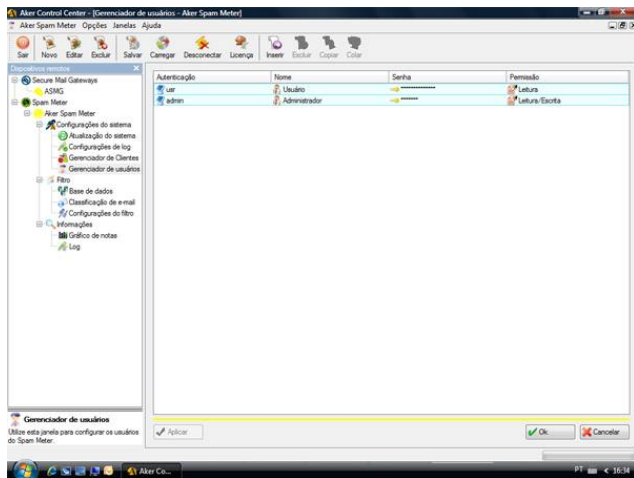 Aker Control Center - [Gerenciador de usuários - Aker Spam Meter]
Aker Spam Meter Opções Janelas Ajuda
Sair Novo Editar Excluir Salvar Carregar Desconectar Licença Inserir Excluir Copiar Colar
Dispositivos remotos
Secure Mail Gateways
ASMG
Spam Meter
Aker Spam Meter
Configurações do sistema
Atualização do sistema
Configurações de log
Gerenciador de Clientes
Gerenciador de usuários
Filtro
Base de dados
Classificação de e-mail
Configurações do filtro
Informações
Gráfico de notas
Log
Autenticação Nome Senha Permissão
usr Usuário Leitura
admin Administrador Leitura/Escrita
Gerenciador de usuários
Utilize esta janela para configurar os usuários
do Spam Meter.
Aplicar Ok Cancelar
Aker Co... PT 16:34